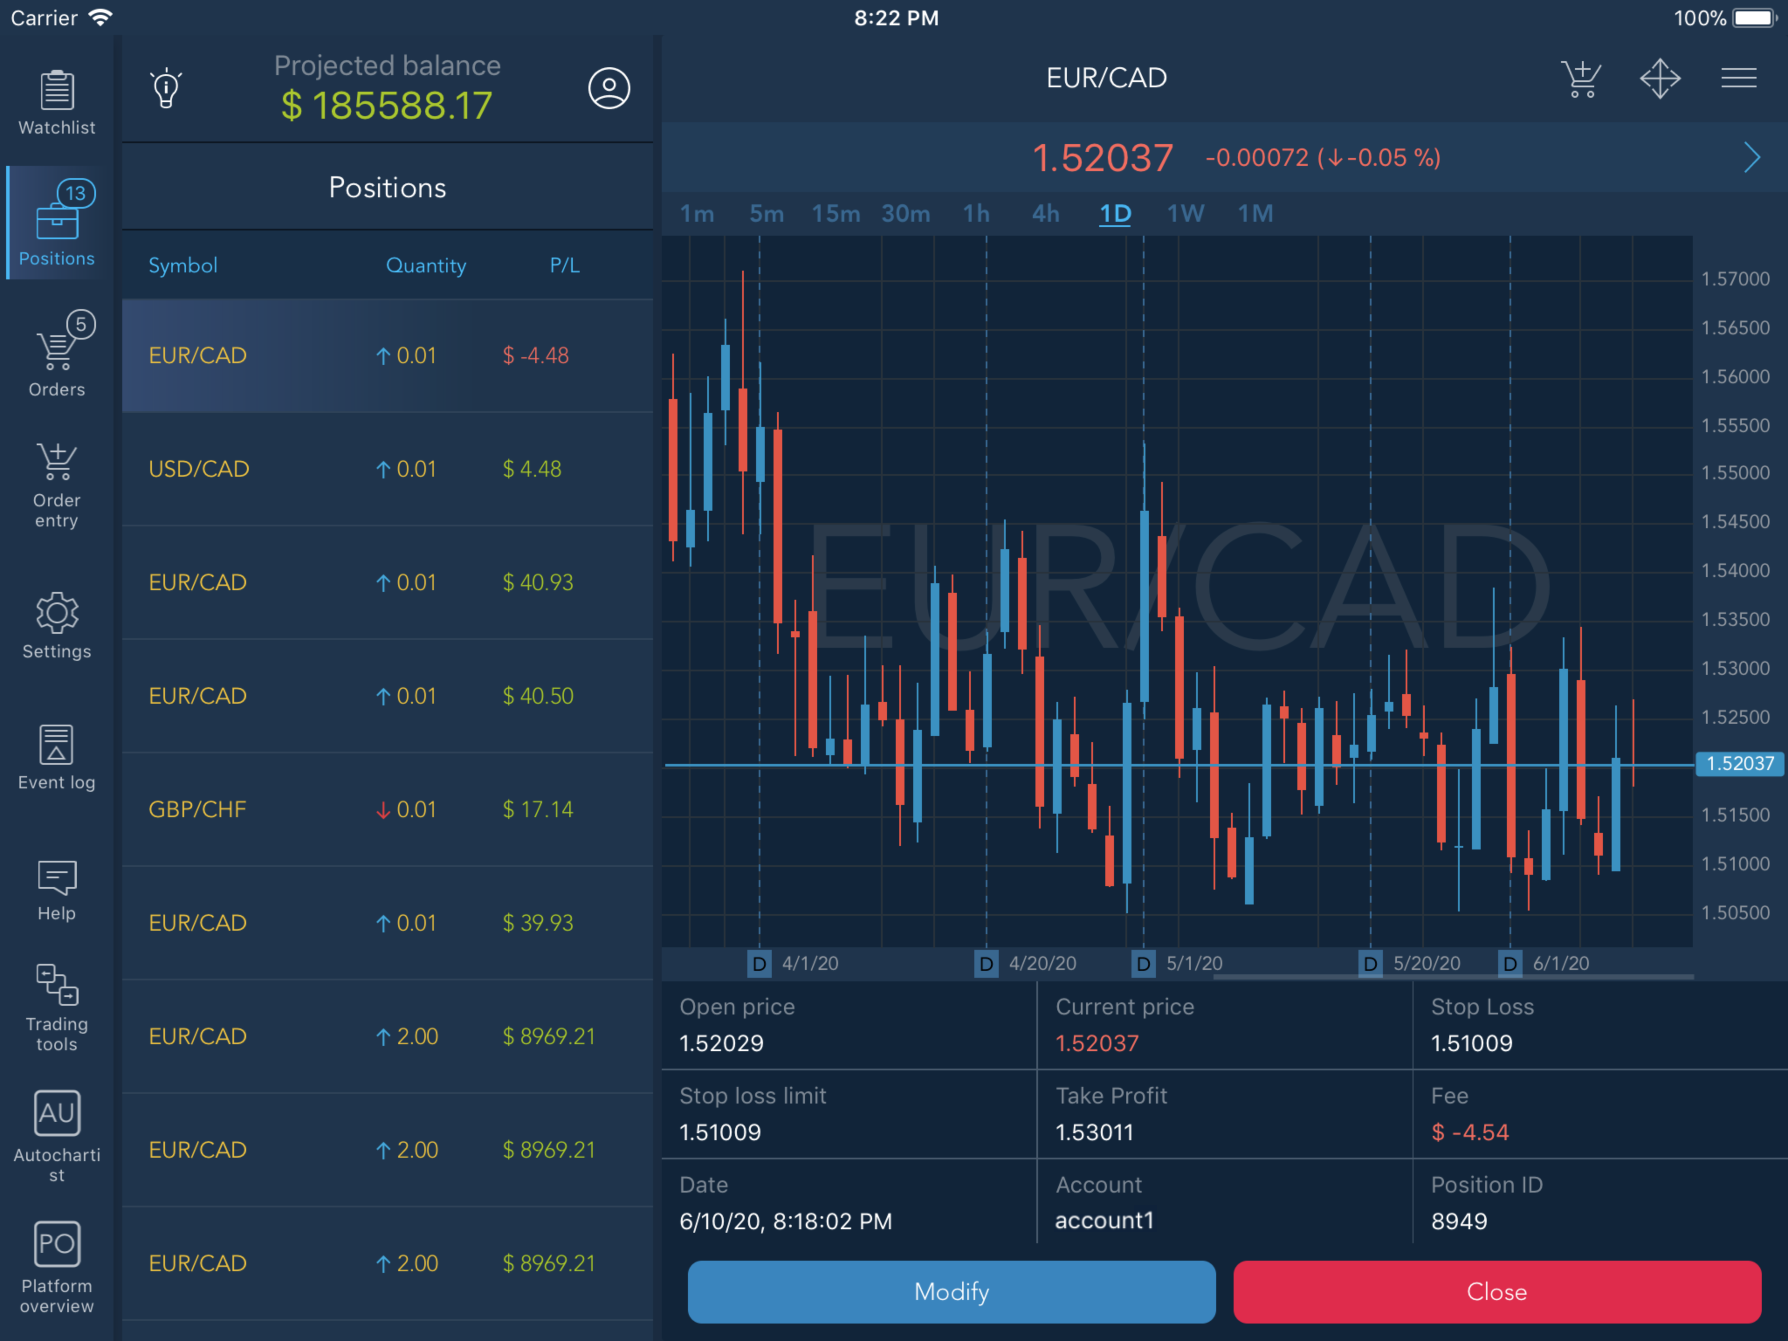 Carrier
8:22 PM
100%
Watchlist
13
Positions
5
Orders
Order
entry
Settings
Event log
Help
Trading
tools
AU
Autocharti
st
PO
Platform
overview
Projected balance
$ 185588.17
Positions
Symbol Quantity P/L
EUR/CAD ↑ 0.01 $ -4.48
USD/CAD ↑ 0.01 $ 4.48
EUR/CAD ↑ 0.01 $ 40.93
EUR/CAD ↑ 0.01 $ 40.50
GBP/CHF ↓ 0.01 $ 17.14
EUR/CAD ↑ 0.01 $ 39.93
EUR/CAD ↑ 2.00 $ 8969.21
EUR/CAD ↑ 2.00 $ 8969.21
EUR/CAD ↑ 2.00 $ 8969.21
EUR/CAD
1.52037 -0.00072 (↓-0.05 %)
1m 5m 15m 30m 1h 4h 1D 1W 1M
EUR/CAD
1.57000
1.56500
1.56000
1.55500
1.55000
1.54500
1.54000
1.53500
1.53000
1.52500
1.52037
1.51500
1.51000
1.50500
D 4/1/20 D 4/20/20 D 5/1/20 D 5/20/20 D 6/1/20
Open price Current price Stop Loss
1.52029 1.52037 1.51009
Stop loss limit Take Profit Fee
1.51009 1.53011 $ -4.54
Date Account Position ID
6/10/20, 8:18:02 PM account1 8949
Modify Close